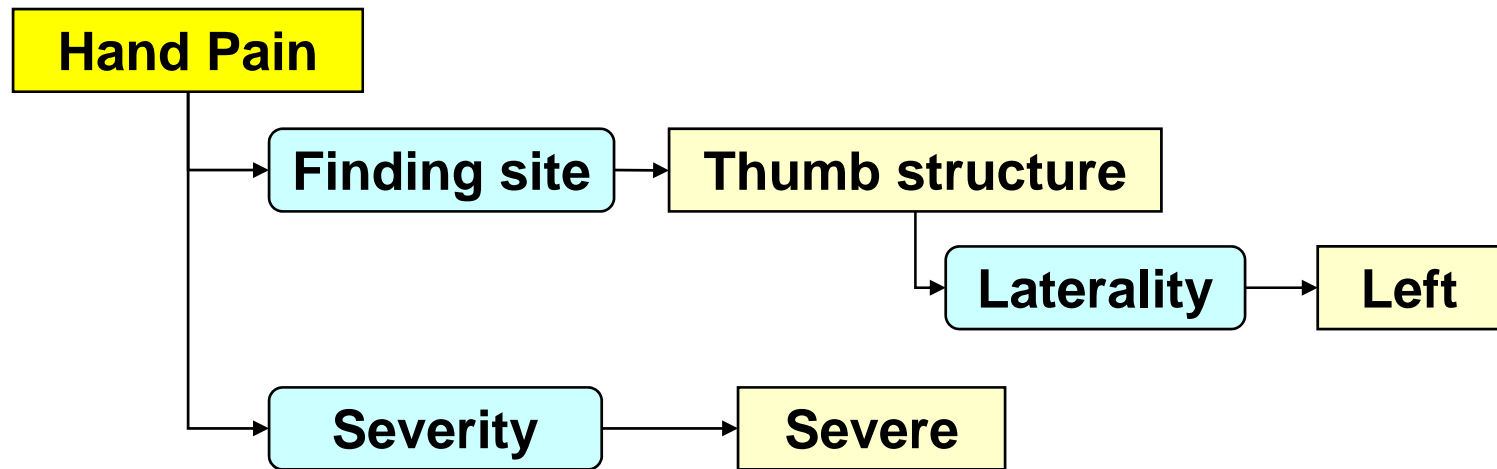 Hand Pain
Finding site
Thumb structure
Laterality
Left
Severity
Severe